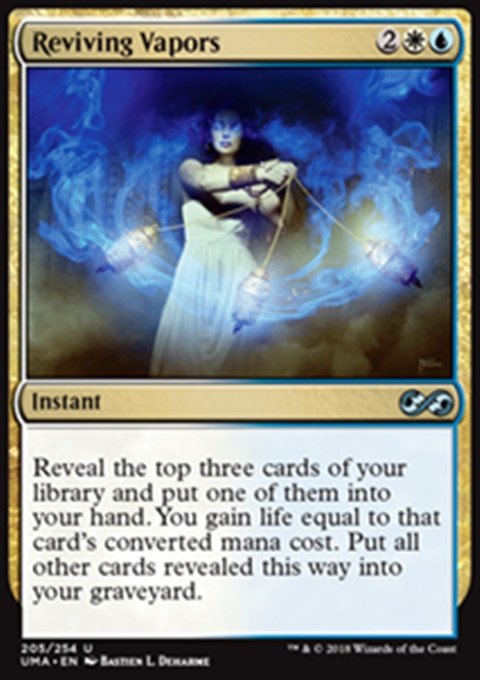 Reviving Vapors 2
Instant
Reveal the top three cards of your
library and put one of them into
your hand. You gain life equal to that
card's converted mana cost. Put all
other cards revealed this way into
your graveyard.
205/254 U
™ & © 2018 Wizards of the Coast
UMA • EN Bastien L. Deharme